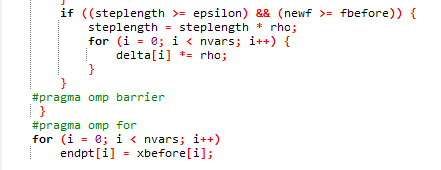 if ((steplength >= epsilon) && (newf >= fbefore)) {
steplength = steplength * rho;
for (i = 0; i < nvars; i++) {
delta[i] *= rho;
}
}
#pragma omp barrier
}
#pragma omp for
for (i = 0; i < nvars; i++)
endpt[i] = xbefore[i];